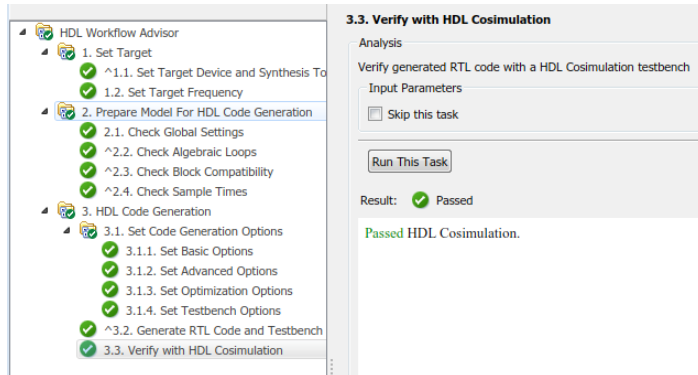 HDL Workflow Advisor
1. Set Target
^1.1. Set Target Device and Synthesis To
1.2. Set Target Frequency
2. Prepare Model For HDL Code Generation
2.1. Check Global Settings
^2.2. Check Algebraic Loops
^2.3. Check Block Compatibility
^2.4. Check Sample Times
3. HDL Code Generation
3.1. Set Code Generation Options
3.1.1. Set Basic Options
3.1.2. Set Advanced Options
3.1.3. Set Optimization Options
3.1.4. Set Testbench Options
^3.2. Generate RTL Code and Testbench
3.3. Verify with HDL Cosimulation
3.3. Verify with HDL Cosimulation
Analysis
Verify generated RTL code with a HDL Cosimulation testbench
Input Parameters
Skip this task
Run This Task
Result: Passed
Passed HDL Cosimulation.